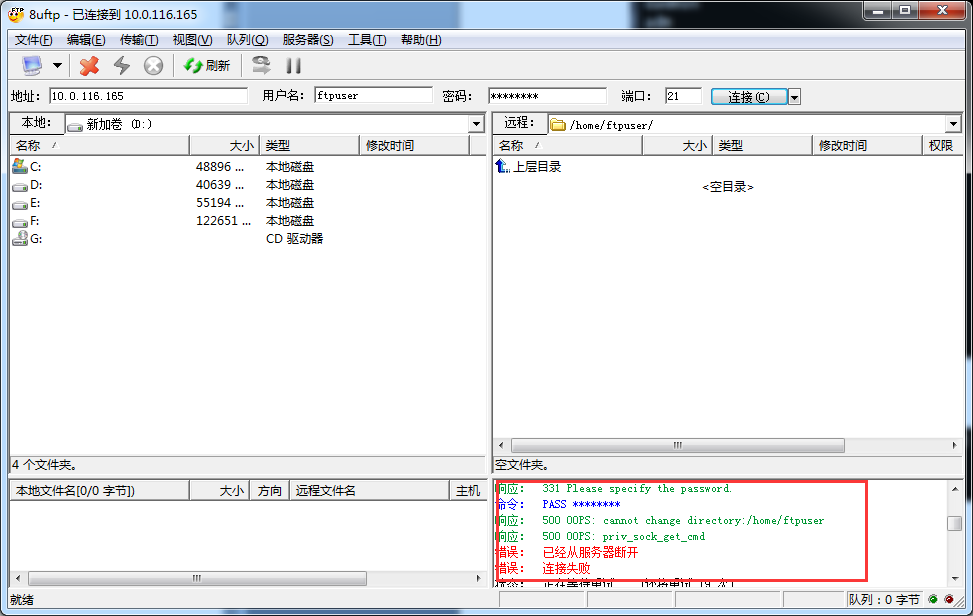 8uftp - 已连接到 10.0.116.165
文件(F) 编辑(E) 传输(T) 视图(V) 队列(Q) 服务器(S) 工具(T) 帮助(H)
刷新
地址: 10.0.116.165 用户名: ftpuser 密码: ******** 端口: 21 连接(C)
本地: 新加卷 (D:)
名称 大小 类型 修改时间
C: 48896 ... 本地磁盘
D: 40639 ... 本地磁盘
E: 55194 ... 本地磁盘
F: 122651 ... 本地磁盘
G: CD 驱动器
4 个文件夹。
远程: /home/ftpuser/
名称 大小 类型 修改时间 权限
上层目录
<空目录>
空文件夹。
本地文件名[0/0 字节]) 大小 方向 远程文件名 主机
响应: 331 Please specify the password.
命令: PASS ********
响应: 500 OOPS: cannot change directory:/home/ftpuser
响应: 500 OOPS: priv_sock_get_cmd
错误: 已经从服务器断开
错误: 连接失败
就绪
队列: 0 字节